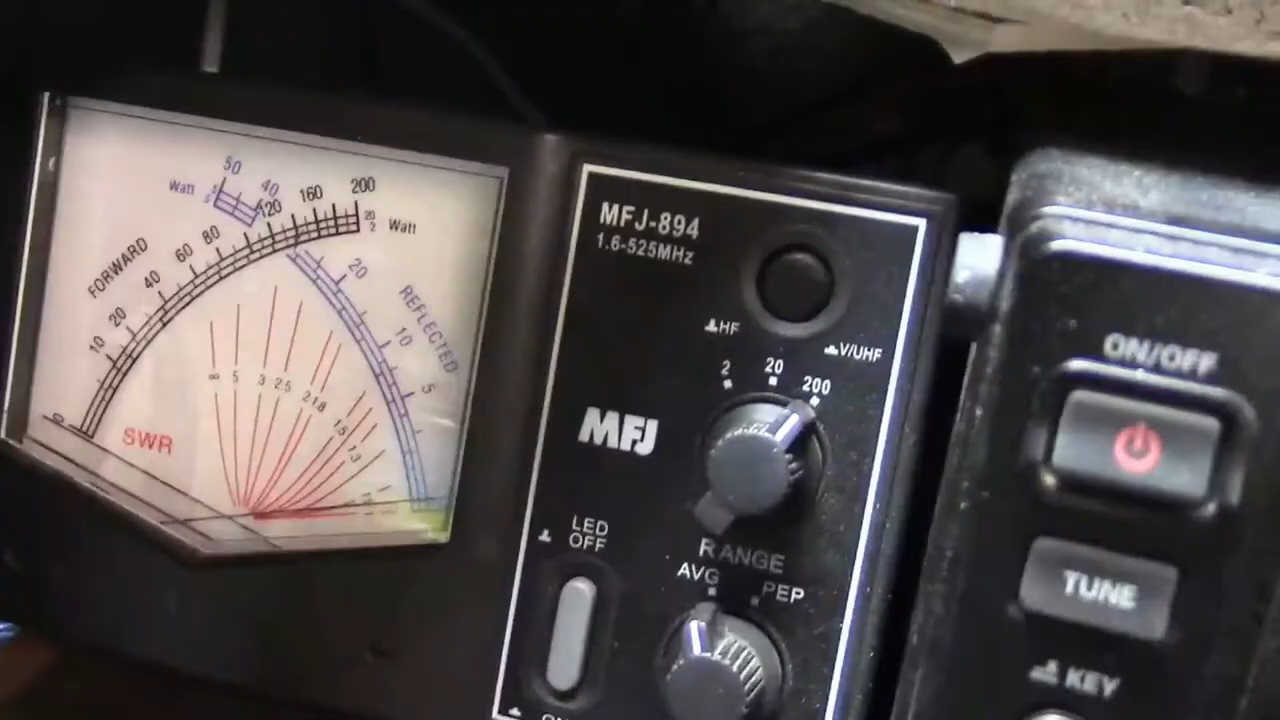 50
Watt
5
40
120
160
200
20
2
Watt
80
60
40
20
10
0
FORWARD
20
10
5
REFLECTED
∞
5
3
2.5
2
1.8
1.5
1.3
SWR
MFJ-894
1.6-525MHz
HF
V/UHF
2
20
200
MFJ
RANGE
LED
OFF
AVG
PEP
ON/OFF
TUNE
KEY